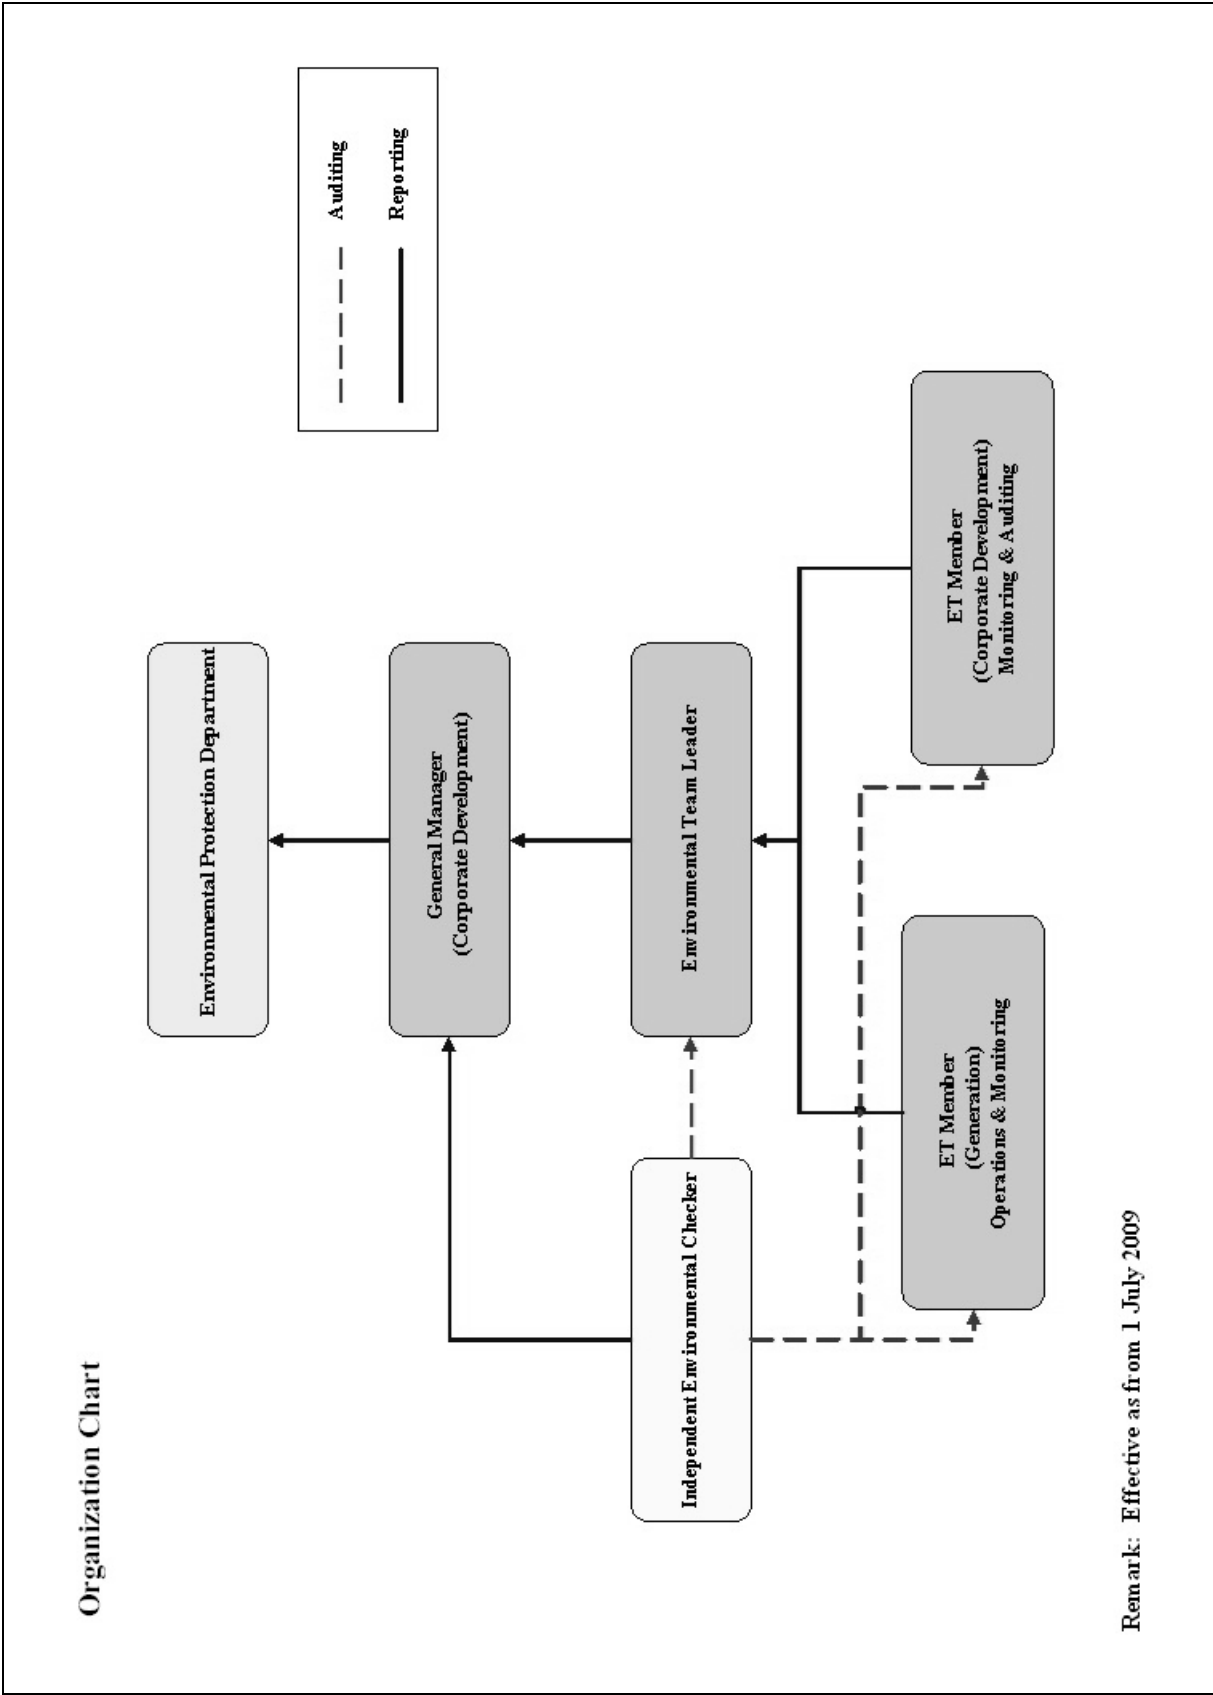 Organization Chart
Environmental Protection Department
Auditing
Reporting
General Manager
(Corporate Development)
Independent Environmental Checker
Environmental Team Leader
ET Member
(Generation)
Operations & Monitoring
ET Member
(Corporate Development)
Monitoring & Auditing
Remark: Effective as from 1 July 2009